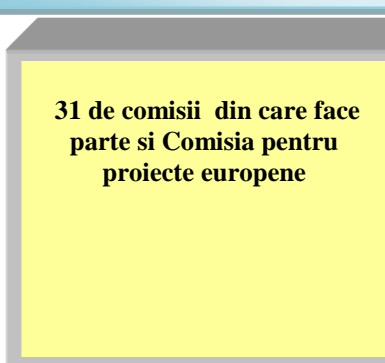 31 de comisii  din care face
parte si Comisia pentru
proiecte europene